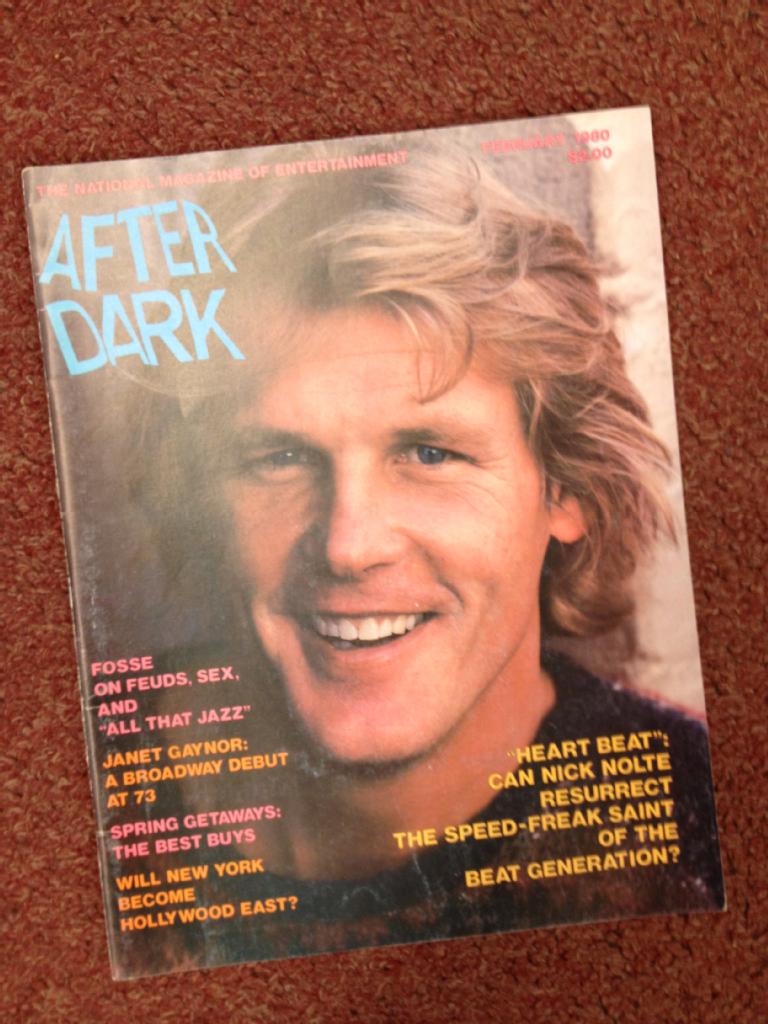 THE NATIONAL MAGAZINE OF ENTERTAINMENT
FEBRUARY 1980
$2.00
AFTER
DARK
FOSSE
ON FEUDS, SEX,
AND
"ALL THAT JAZZ"
JANET GAYNOR:
A BROADWAY DEBUT
AT 73
SPRING GETAWAYS:
THE BEST BUYS
WILL NEW YORK
BECOME
HOLLYWOOD EAST?
"HEART BEAT":
CAN NICK NOLTE
RESURRECT
THE SPEED-FREAK SAINT
OF THE
BEAT GENERATION?